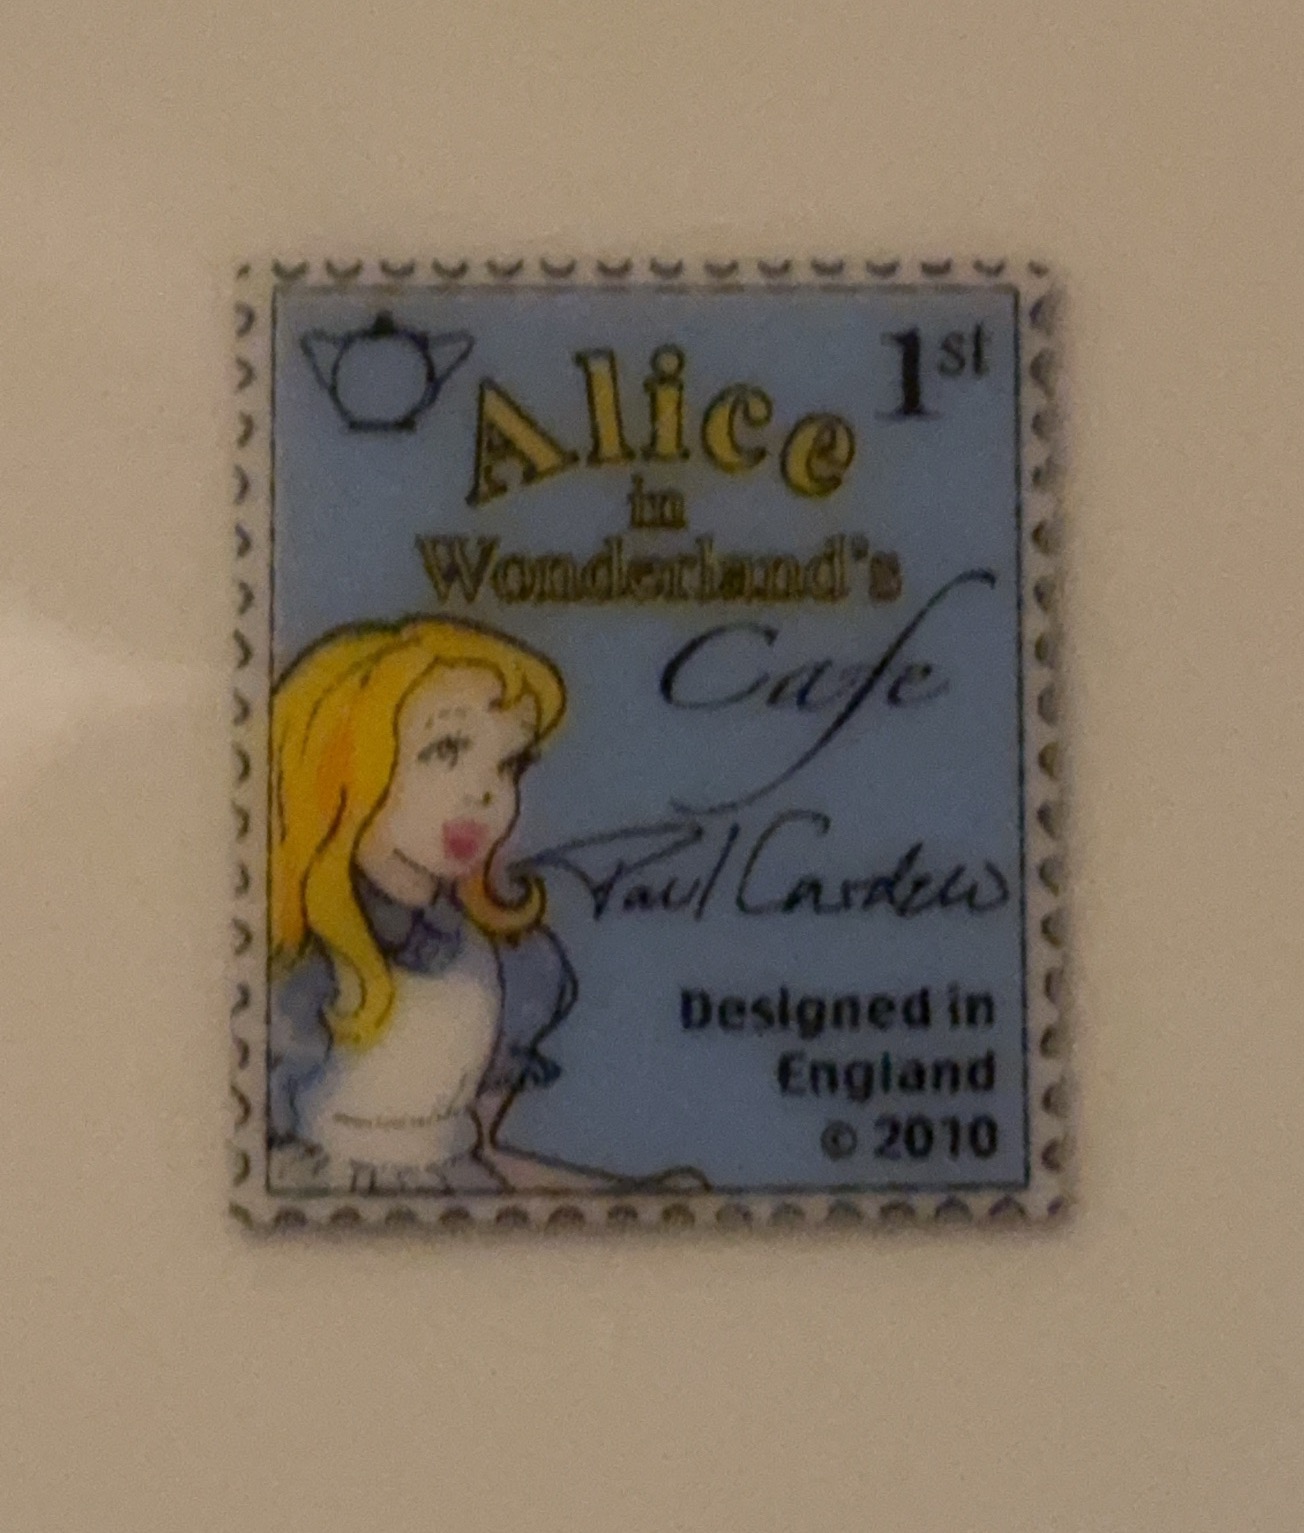 1st
Alice
in
Wonderland's
Cafe
Paul Cardew
Designed in
England
© 2010